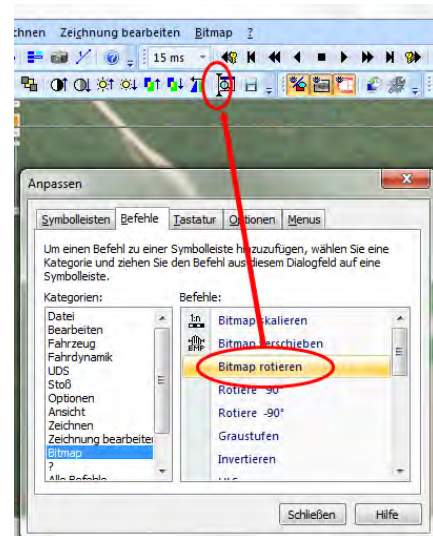 chnen Zeichnung bearbeiten Bitmap ?
15 ms
Anpassen
Symbolleisten Befehle Tastatur Optionen Menus
Um einen Befehl zu einer Symbolleiste hinzuzufügen, wählen Sie eine
Kategorie und ziehen Sie den Befehl aus diesem Dialogfeld auf eine
Symbolleiste.
Kategorien: Befehle:
Datei
Bearbeiten
Fahrzeug
Fahrdynamik
UDS
Stoß
Optionen
Ansicht
Zeichnen
Zeichnung bearbeite
Bitmap
?
Alle Befehle
1:n Bitmap skalieren
BMP Bitmap verschieben
Bitmap rotieren
Rotiere 90°
Rotiere -90°
Graustufen
Invertieren
Schließen Hilfe